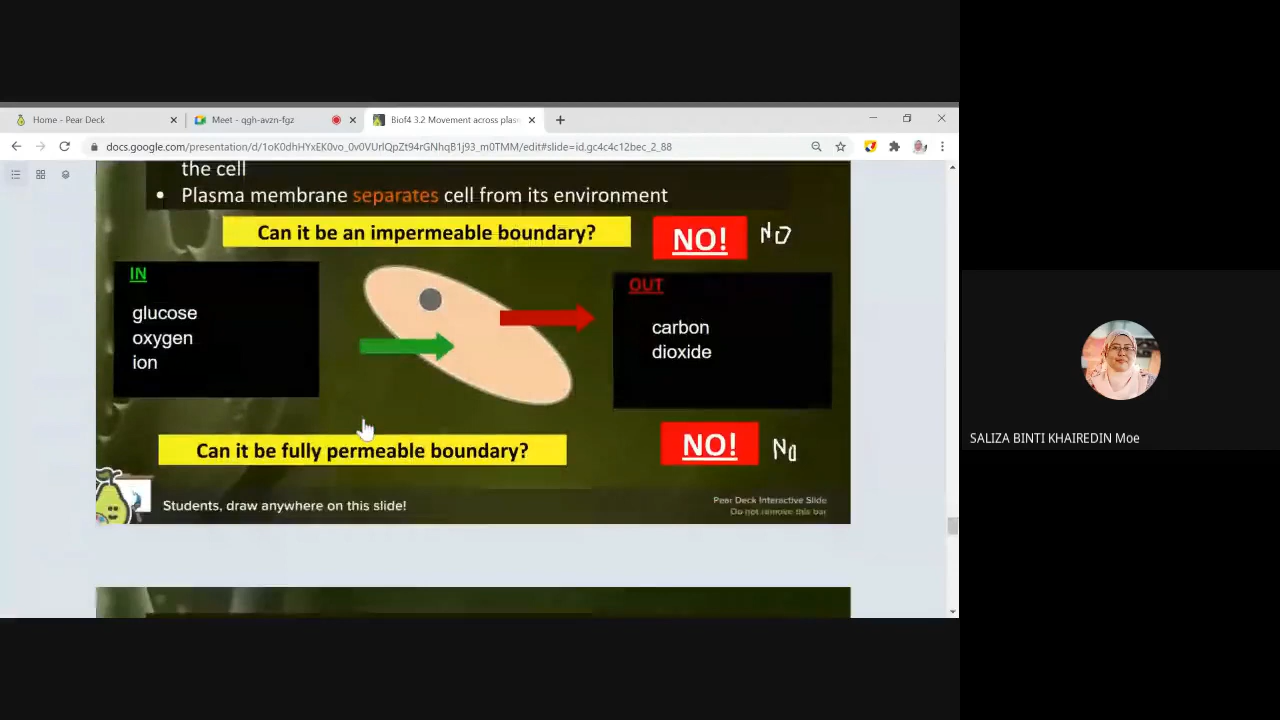 Home - Pear Deck
Meet - qgh-avzn-fgz
Biof4 3.2 Movement across plas
docs.google.com/presentation/d/1oK0dhHYxEK0vo_0v0VUrlQpZt94rGNhqB1j93_m0TMM/edit#slide=id.gc4c4c12bec_2_88
the cell
• Plasma membrane separates cell from its environment
Can it be an impermeable boundary?
NO!
NO
IN
glucose
oxygen
ion
OUT
carbon
dioxide
Can it be fully permeable boundary?
NO!
No
Students, draw anywhere on this slide!
Pear Deck Interactive Slide
Do not remove this bar
SALIZA BINTI KHAIREDIN Moe